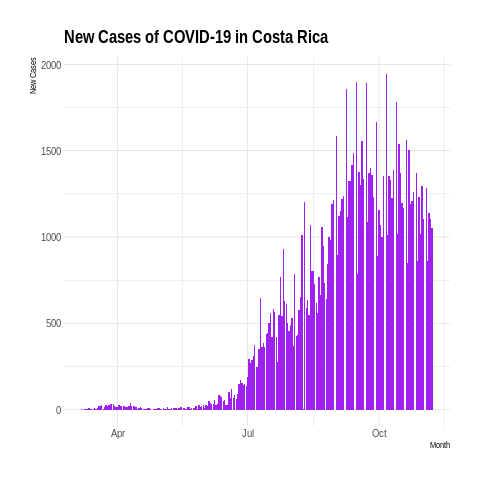 New Cases of COVID-19 in Costa Rica
New Cases
2000
1500
1000
500
0
Apr
Jul
Oct
Month